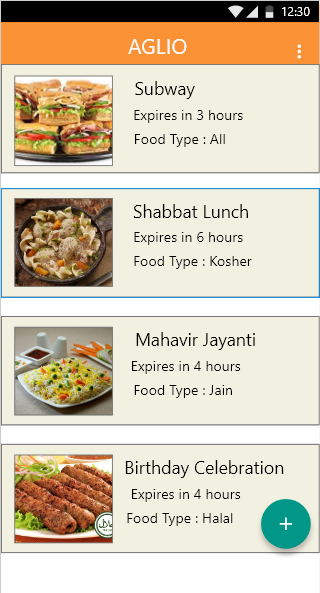 12:30
AGLIO
Subway
Expires in 3 hours
Food Type : All
Shabbat Lunch
Expires in 6 hours
Food Type : Kosher
Mahavir Jayanti
Expires in 4 hours
Food Type : Jain
Birthday Celebration
Expires in 4 hours
Food Type : Halal
+